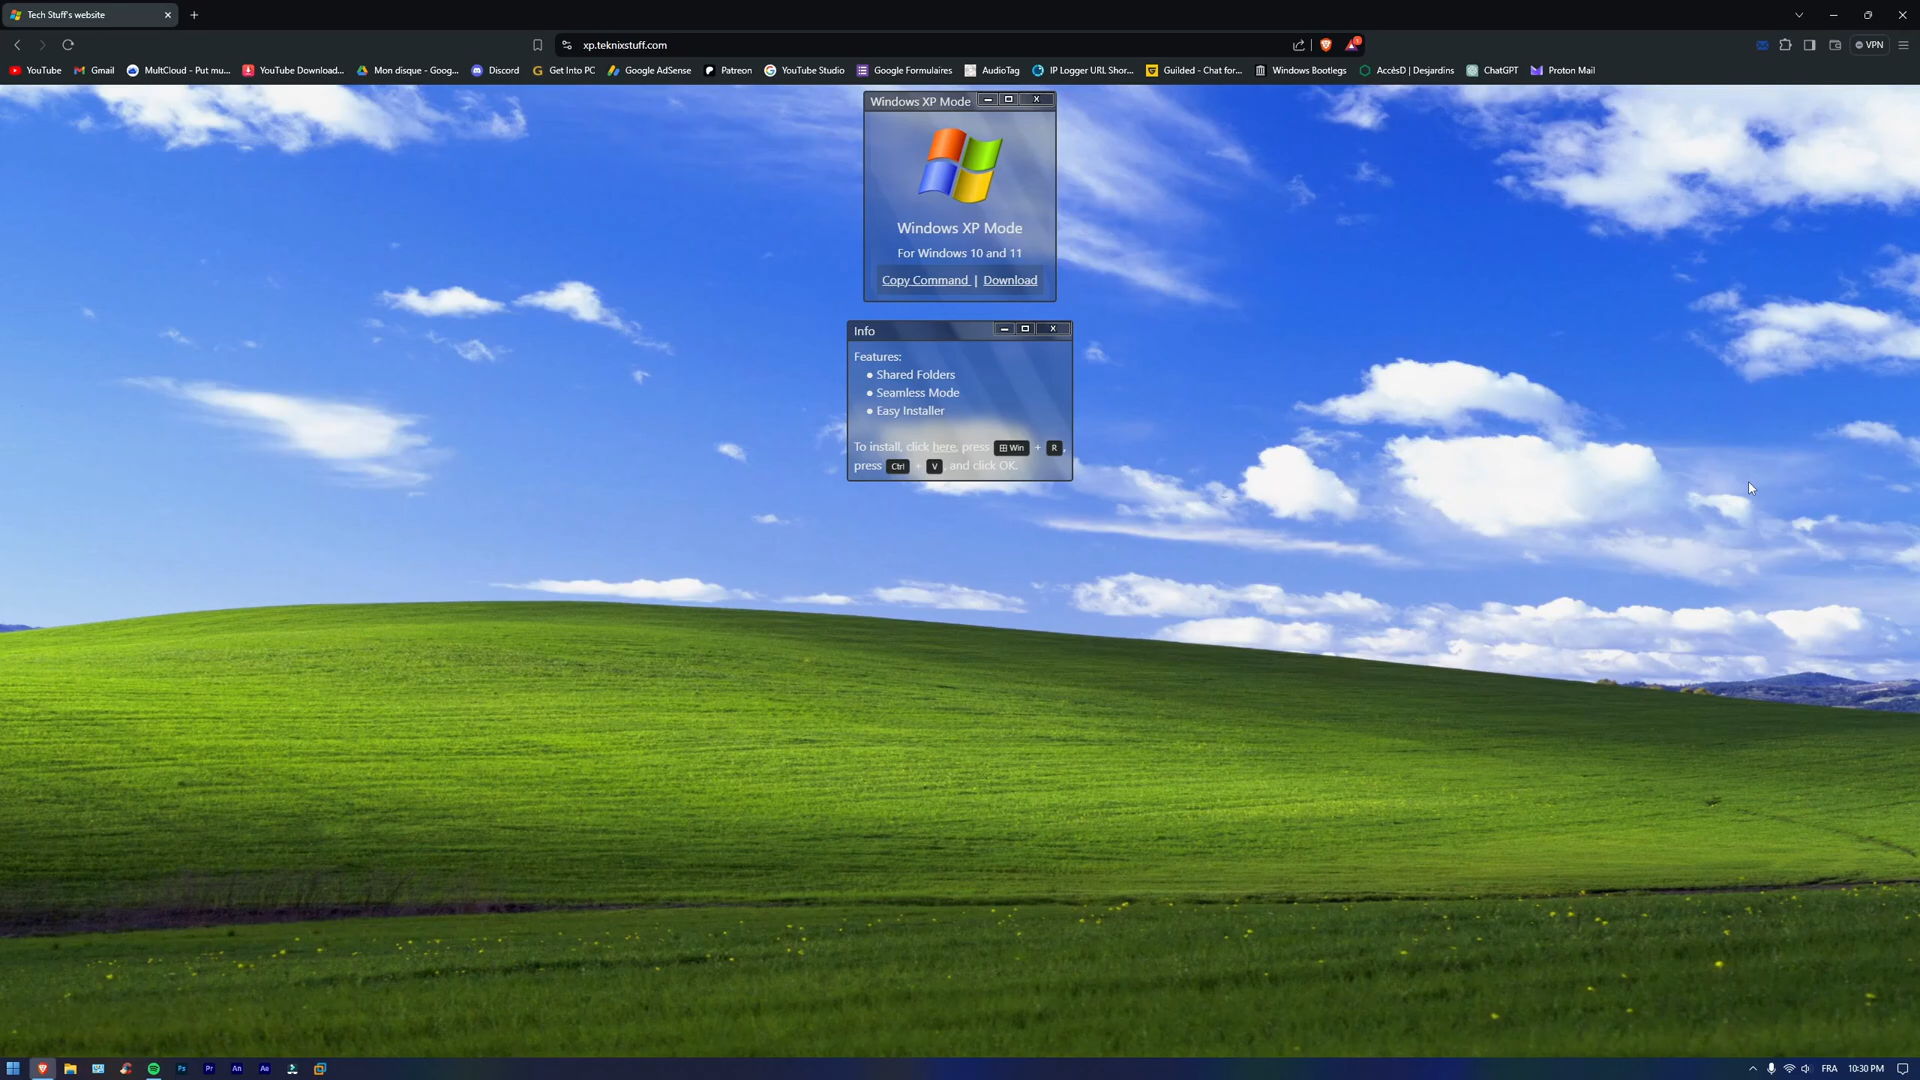 Tech Stuff's website
xp.teknixstuff.com
VPN
YouTube
Gmail
MultCloud - Put mu...
YouTube Download...
Mon disque - Goog...
Discord
Get Into PC
Google AdSense
Patreon
YouTube Studio
Google Formulaires
AudioTag
IP Logger URL Shor...
Guilded - Chat for...
Windows Bootlegs
AccèsD | Desjardins
ChatGPT
Proton Mail
Windows XP Mode
Windows XP Mode
For Windows 10 and 11
Copy Command | Download
Info
Features:
• Shared Folders
• Seamless Mode
• Easy Installer
To install, click here, press Win + R,
press Ctrl + V, and click OK.
Ps
Pr
An
Ae
FRA
10:30 PM